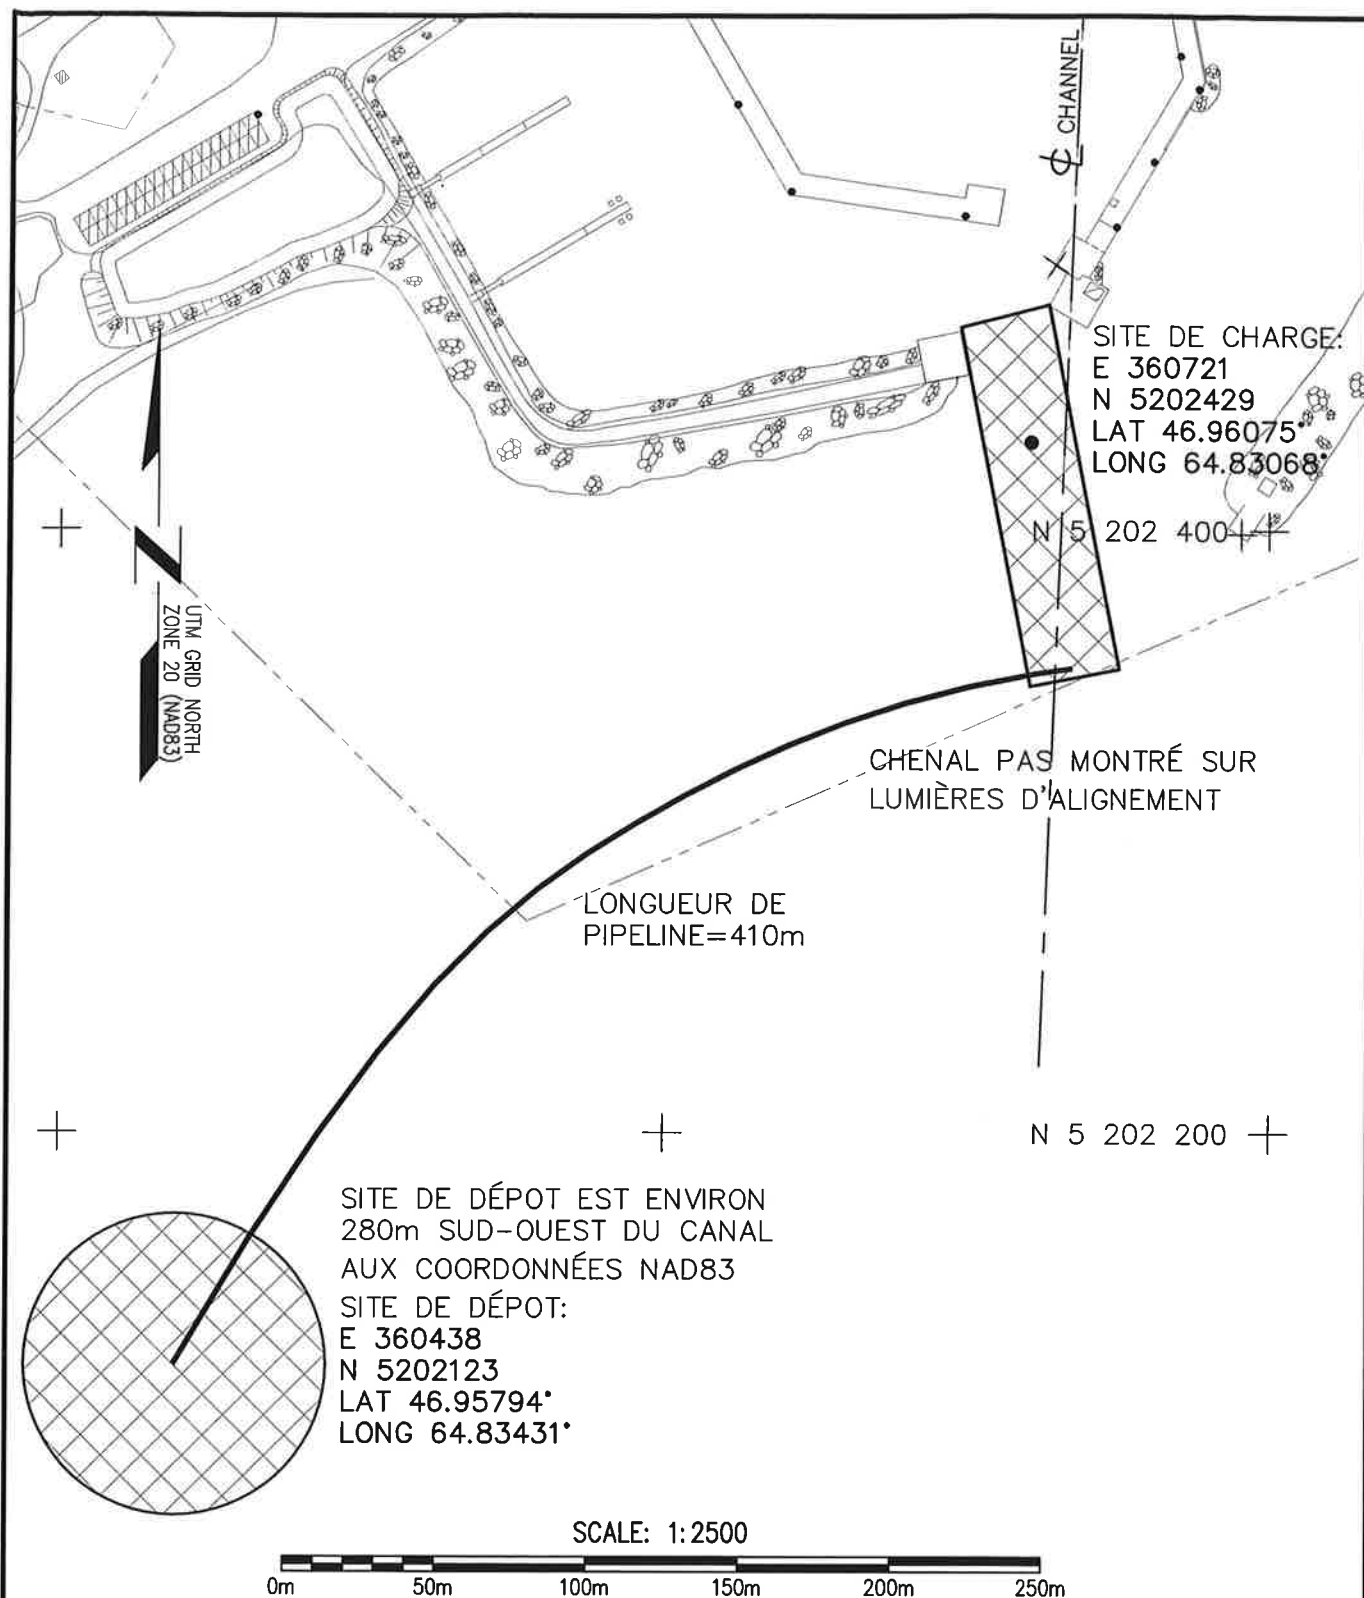 ℄ CHANNEL
SITE DE CHARGE:
E 360721
N 5202429
LAT 46.96075°
LONG 64.83068°
N 5 202 400
N
UTM GRID NORTH
ZONE 20 (NAD83)
CHENAL PAS MONTRÉ SUR
LUMIÈRES D'ALIGNEMENT
LONGUEUR DE
PIPELINE=410m
N 5 202 200
SITE DE DÉPOT EST ENVIRON
280m SUD-OUEST DU CANAL
AUX COORDONNÉES NAD83
SITE DE DÉPOT:
E 360438
N 5202123
LAT 46.95794°
LONG 64.83431°
SCALE: 1:2500
0m 50m 100m 150m 200m 250m